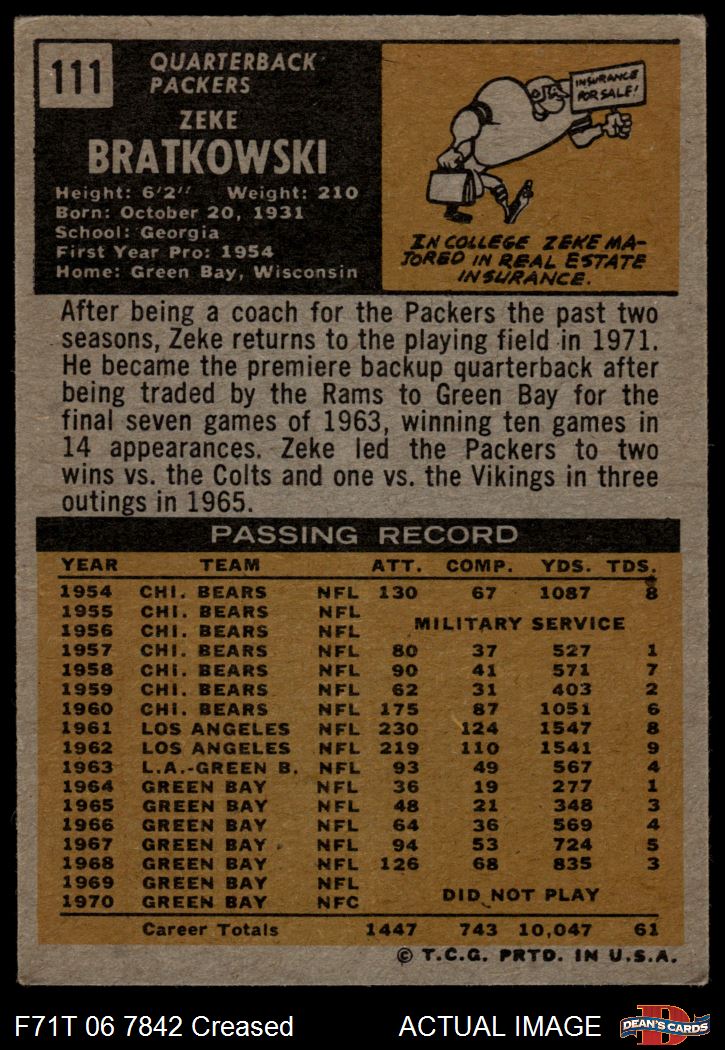 111
QUARTERBACK
PACKERS
ZEKE
BRATKOWSKI
Height: 6'2" Weight: 210
Born: October 20, 1931
School: Georgia
First Year Pro: 1954
Home: Green Bay, Wisconsin
INSURANCE
FOR SALE!
IN COLLEGE ZEKE MA-
JORED IN REAL ESTATE
INSURANCE.
After being a coach for the Packers the past two
seasons, Zeke returns to the playing field in 1971.
He became the premiere backup quarterback after
being traded by the Rams to Green Bay for the
final seven games of 1963, winning ten games in
14 appearances. Zeke led the Packers to two
wins vs. the Colts and one vs. the Vikings in three
outings in 1965.
PASSING RECORD
YEAR TEAM ATT. COMP. YDS. TDS.
1954 CHI. BEARS NFL 130 67 1087 8
1955 CHI. BEARS NFL
MILITARY SERVICE
1956 CHI. BEARS NFL
1957 CHI. BEARS NFL 80 37 527 1
1958 CHI. BEARS NFL 90 41 571 7
1959 CHI. BEARS NFL 62 31 403 2
1960 CHI. BEARS NFL 175 87 1051 6
1961 LOS ANGELES NFL 230 124 1547 8
1962 LOS ANGELES NFL 219 110 1541 9
1963 L.A.-GREEN B. NFL 93 49 567 4
1964 GREEN BAY NFL 36 19 277 1
1965 GREEN BAY NFL 48 21 348 3
1966 GREEN BAY NFL 64 36 569 4
1967 GREEN BAY NFL 94 53 724 5
1968 GREEN BAY NFL 126 68 835 3
1969 GREEN BAY NFL
DID NOT PLAY
1970 GREEN BAY NFC
Career Totals 1447 743 10,047 61
© T.C.G. PRTD. IN U.S.A.
F71T 06 7842 Creased ACTUAL IMAGE
D
DEAN'S CARDS